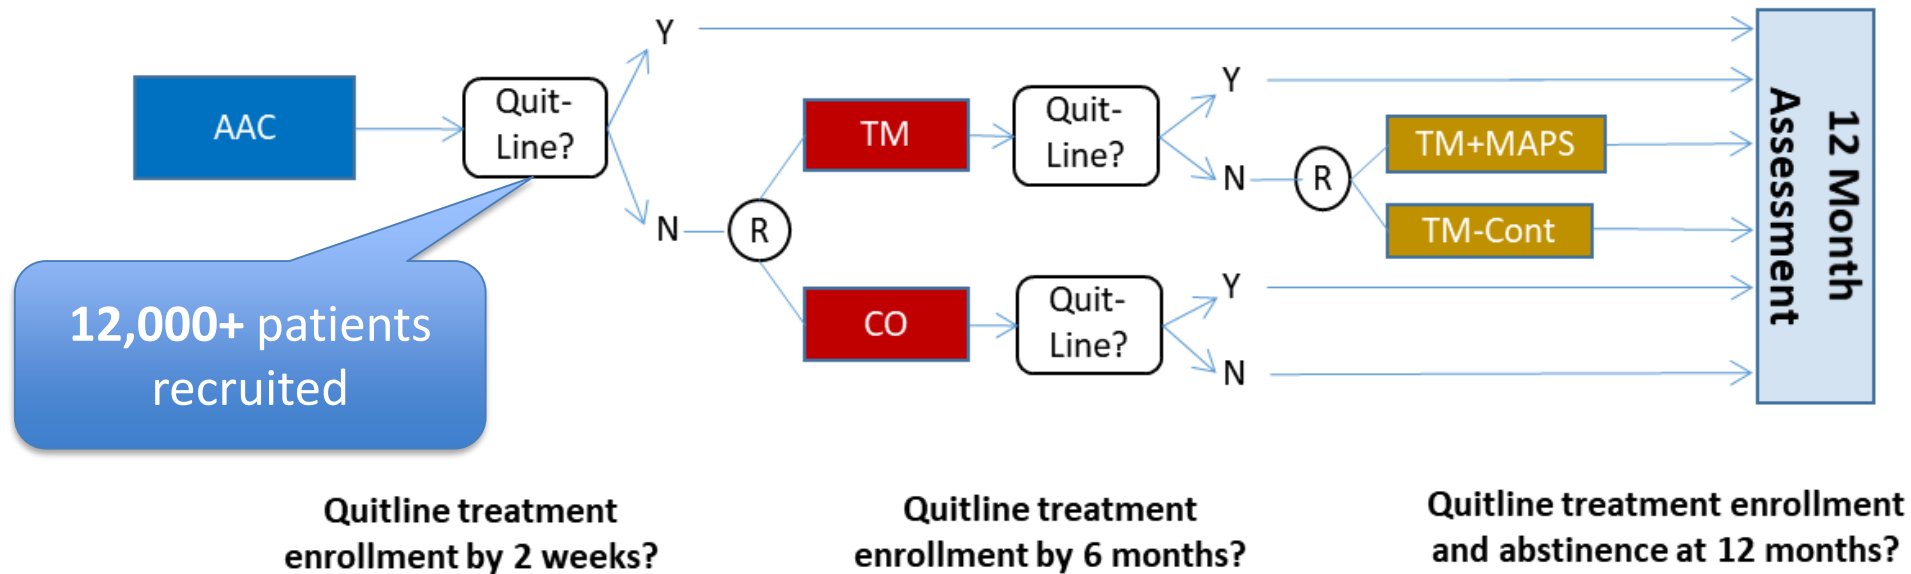 AAC
Quit-
Line?
Y
N
R
12,000+ patients
recruited
TM
Quit-
Line?
Y
N
R
TM+MAPS
TM-Cont
CO
Quit-
Line?
Y
N
12 Month
Assessment
Quitline treatment
enrollment by 2 weeks?
Quitline treatment
enrollment by 6 months?
Quitline treatment enrollment
and abstinence at 12 months?